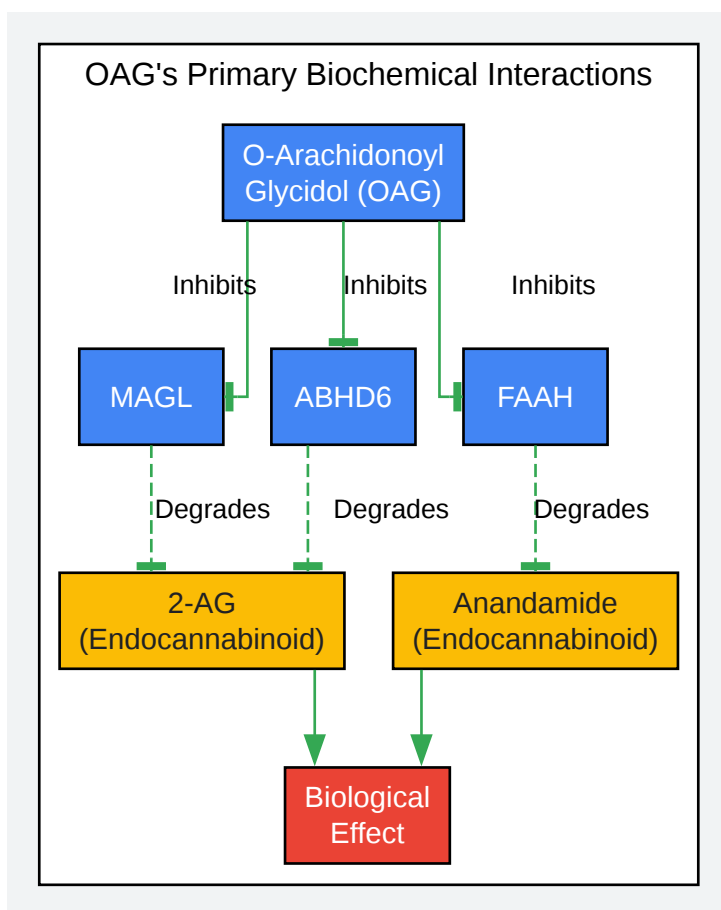 OAG's Primary Biochemical Interactions
O-Arachidonoyl
Glycidol (OAG)
Inhibits
Inhibits
Inhibits
MAGL
ABHD6
FAAH
Degrades
Degrades
Degrades
2-AG
(Endocannabinoid)
Anandamide
(Endocannabinoid)
Biological
Effect